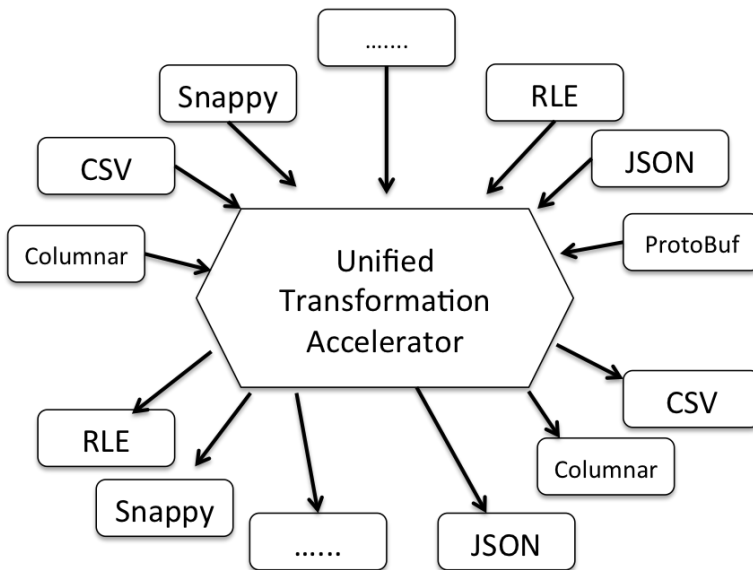 …....
Snappy
RLE
CSV
JSON
Columnar
ProtoBuf
Unified
Transformation
Accelerator
CSV
RLE
Columnar
Snappy
…...
JSON